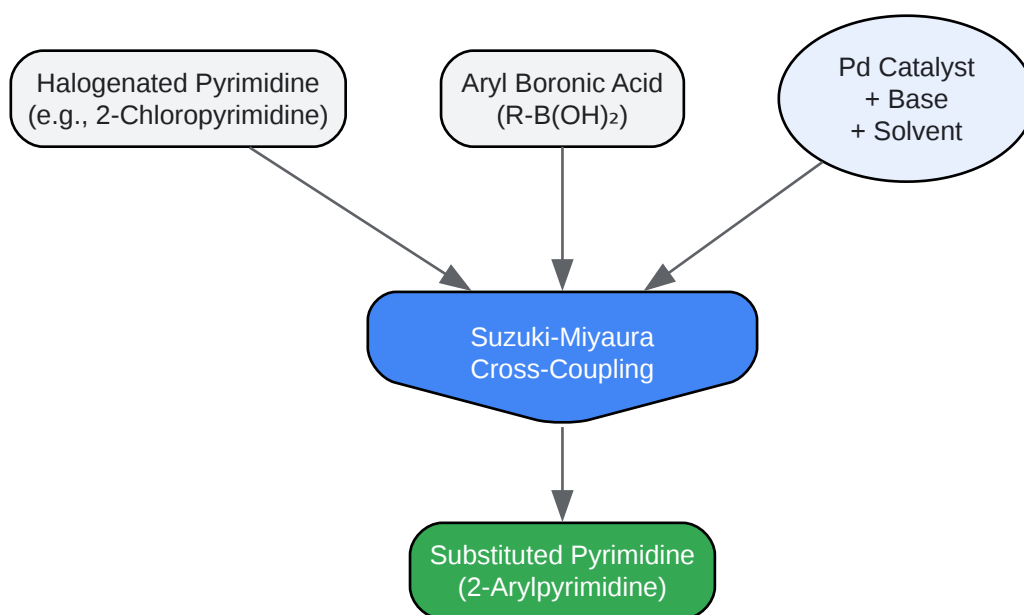 Halogenated Pyrimidine
(e.g., 2-Chloropyrimidine)
Aryl Boronic Acid
(R-B(OH)₂)
Pd Catalyst
+ Base
+ Solvent
Suzuki-Miyaura
Cross-Coupling
Substituted Pyrimidine
(2-Arylpyrimidine)